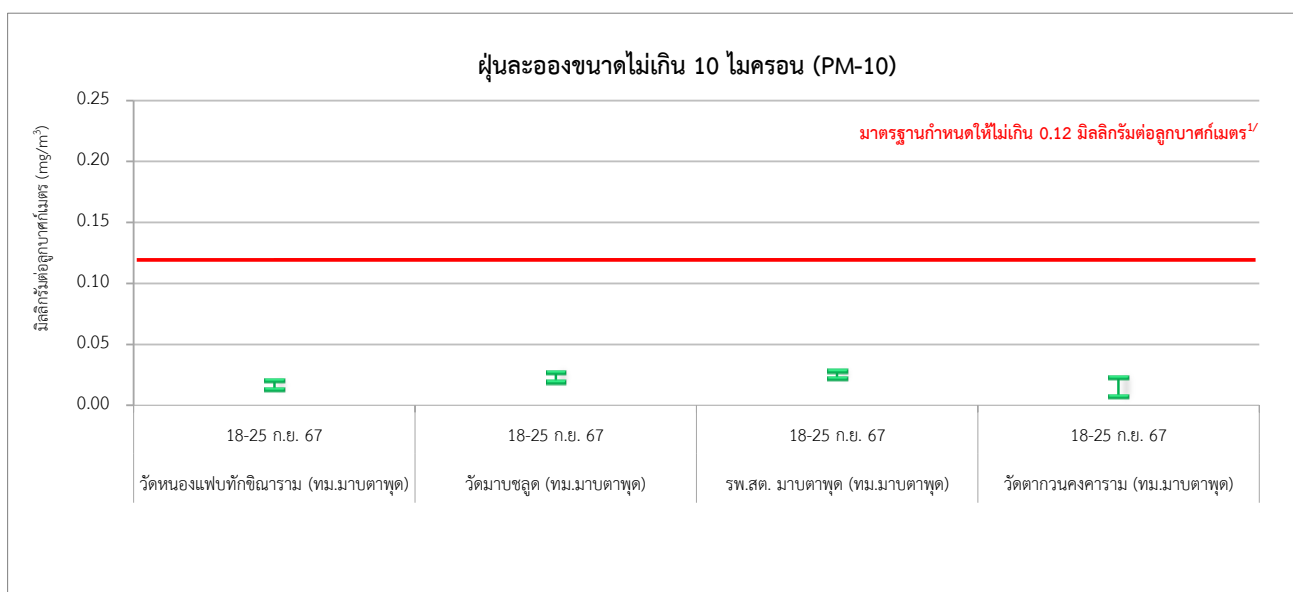 ฝุ่นละอองขนาดไม่เกิน 10 ไมครอน (PM-10)
มาตรฐานกำหนดให้ไม่เกิน 0.12 มิลลิกรัมต่อลูกบาศก์เมตร1/
มิลลิกรัมต่อลูกบาศก์เมตร (mg/m3)
0.25
0.20
0.15
0.10
0.05
0.00
18-25 ก.ย. 67 18-25 ก.ย. 67 18-25 ก.ย. 67 18-25 ก.ย. 67
วัดหนองแฟบทักขิณาราม (ทม.มาบตาพุด) วัดมาบชลูด (ทม.มาบตาพุด) รพ.สต. มาบตาพุด (ทม.มาบตาพุด) วัดตากวนคงคาราม (ทม.มาบตาพุด)